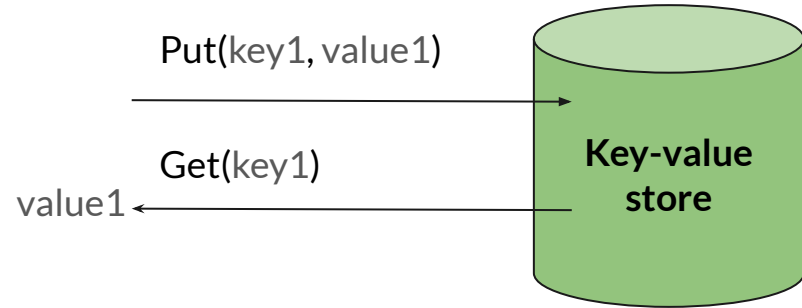 Put(key1, value1)
Get(key1)
value1
Key-value
store